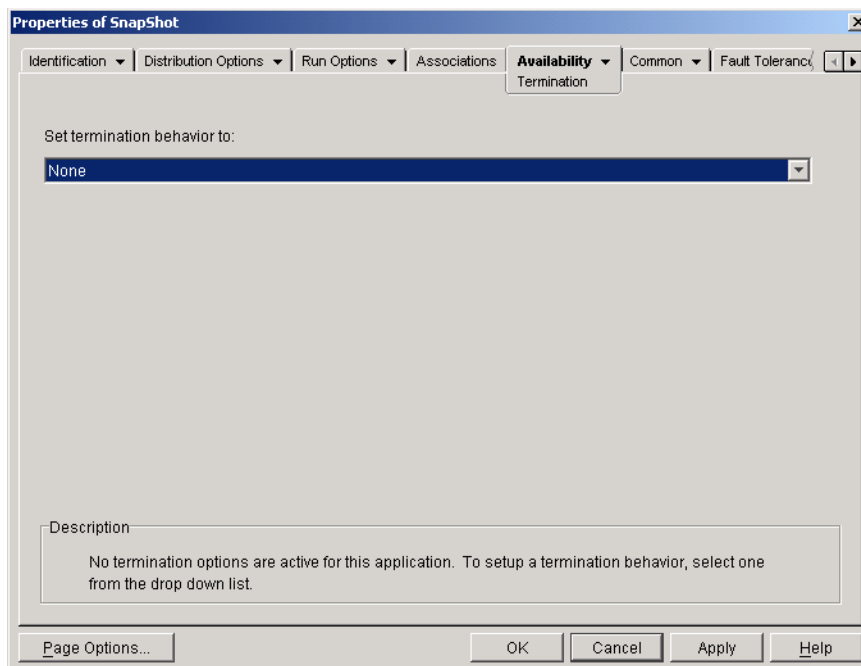 Properties of SnapShot
Identification Distribution Options Run Options Associations Availability Common Fault Tolerance
Termination
Set termination behavior to:
None
Description
No termination options are active for this application. To setup a termination behavior, select one
from the drop down list.
Page Options... OK Cancel Apply Help